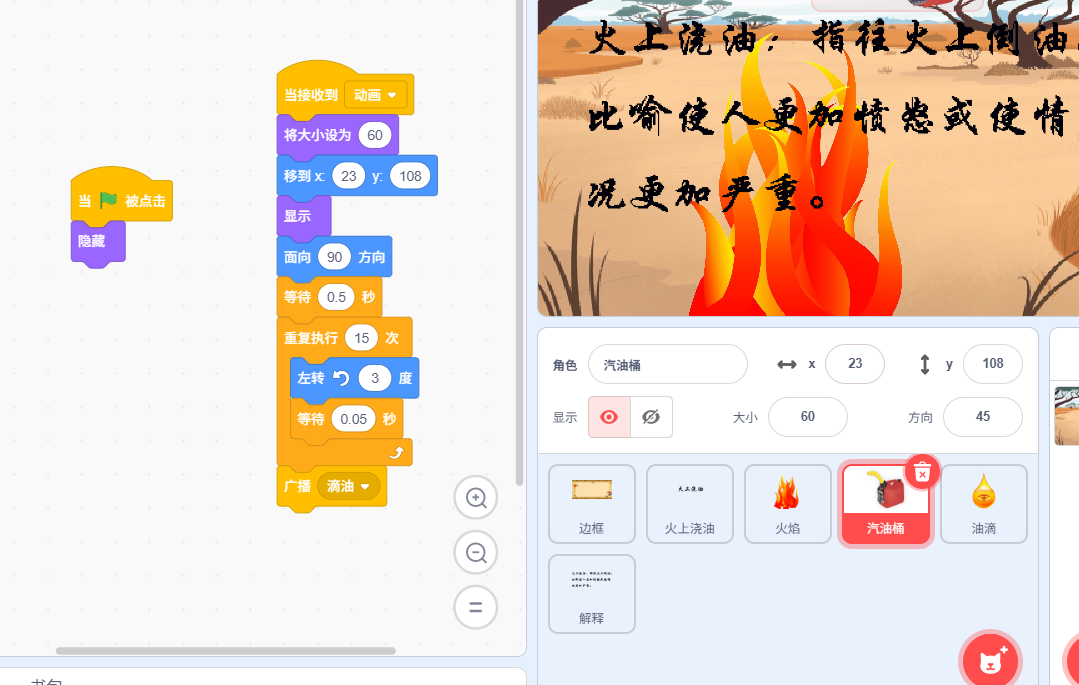 当 被点击
隐藏
当接收到 动画
将大小设为 60
移到 x: 23 y: 108
显示
面向 90 方向
等待 0.5 秒
重复执行 15 次
左转 3 度
等待 0.05 秒
广播 滴油
火上浇油：指往火上倒油
比喻使人更加愤怒或使情
况更加严重。
角色 汽油桶 x 23 y 108
显示 大小 60 方向 45
火上浇油
边框 火上浇油 火焰 汽油桶 油滴
解释